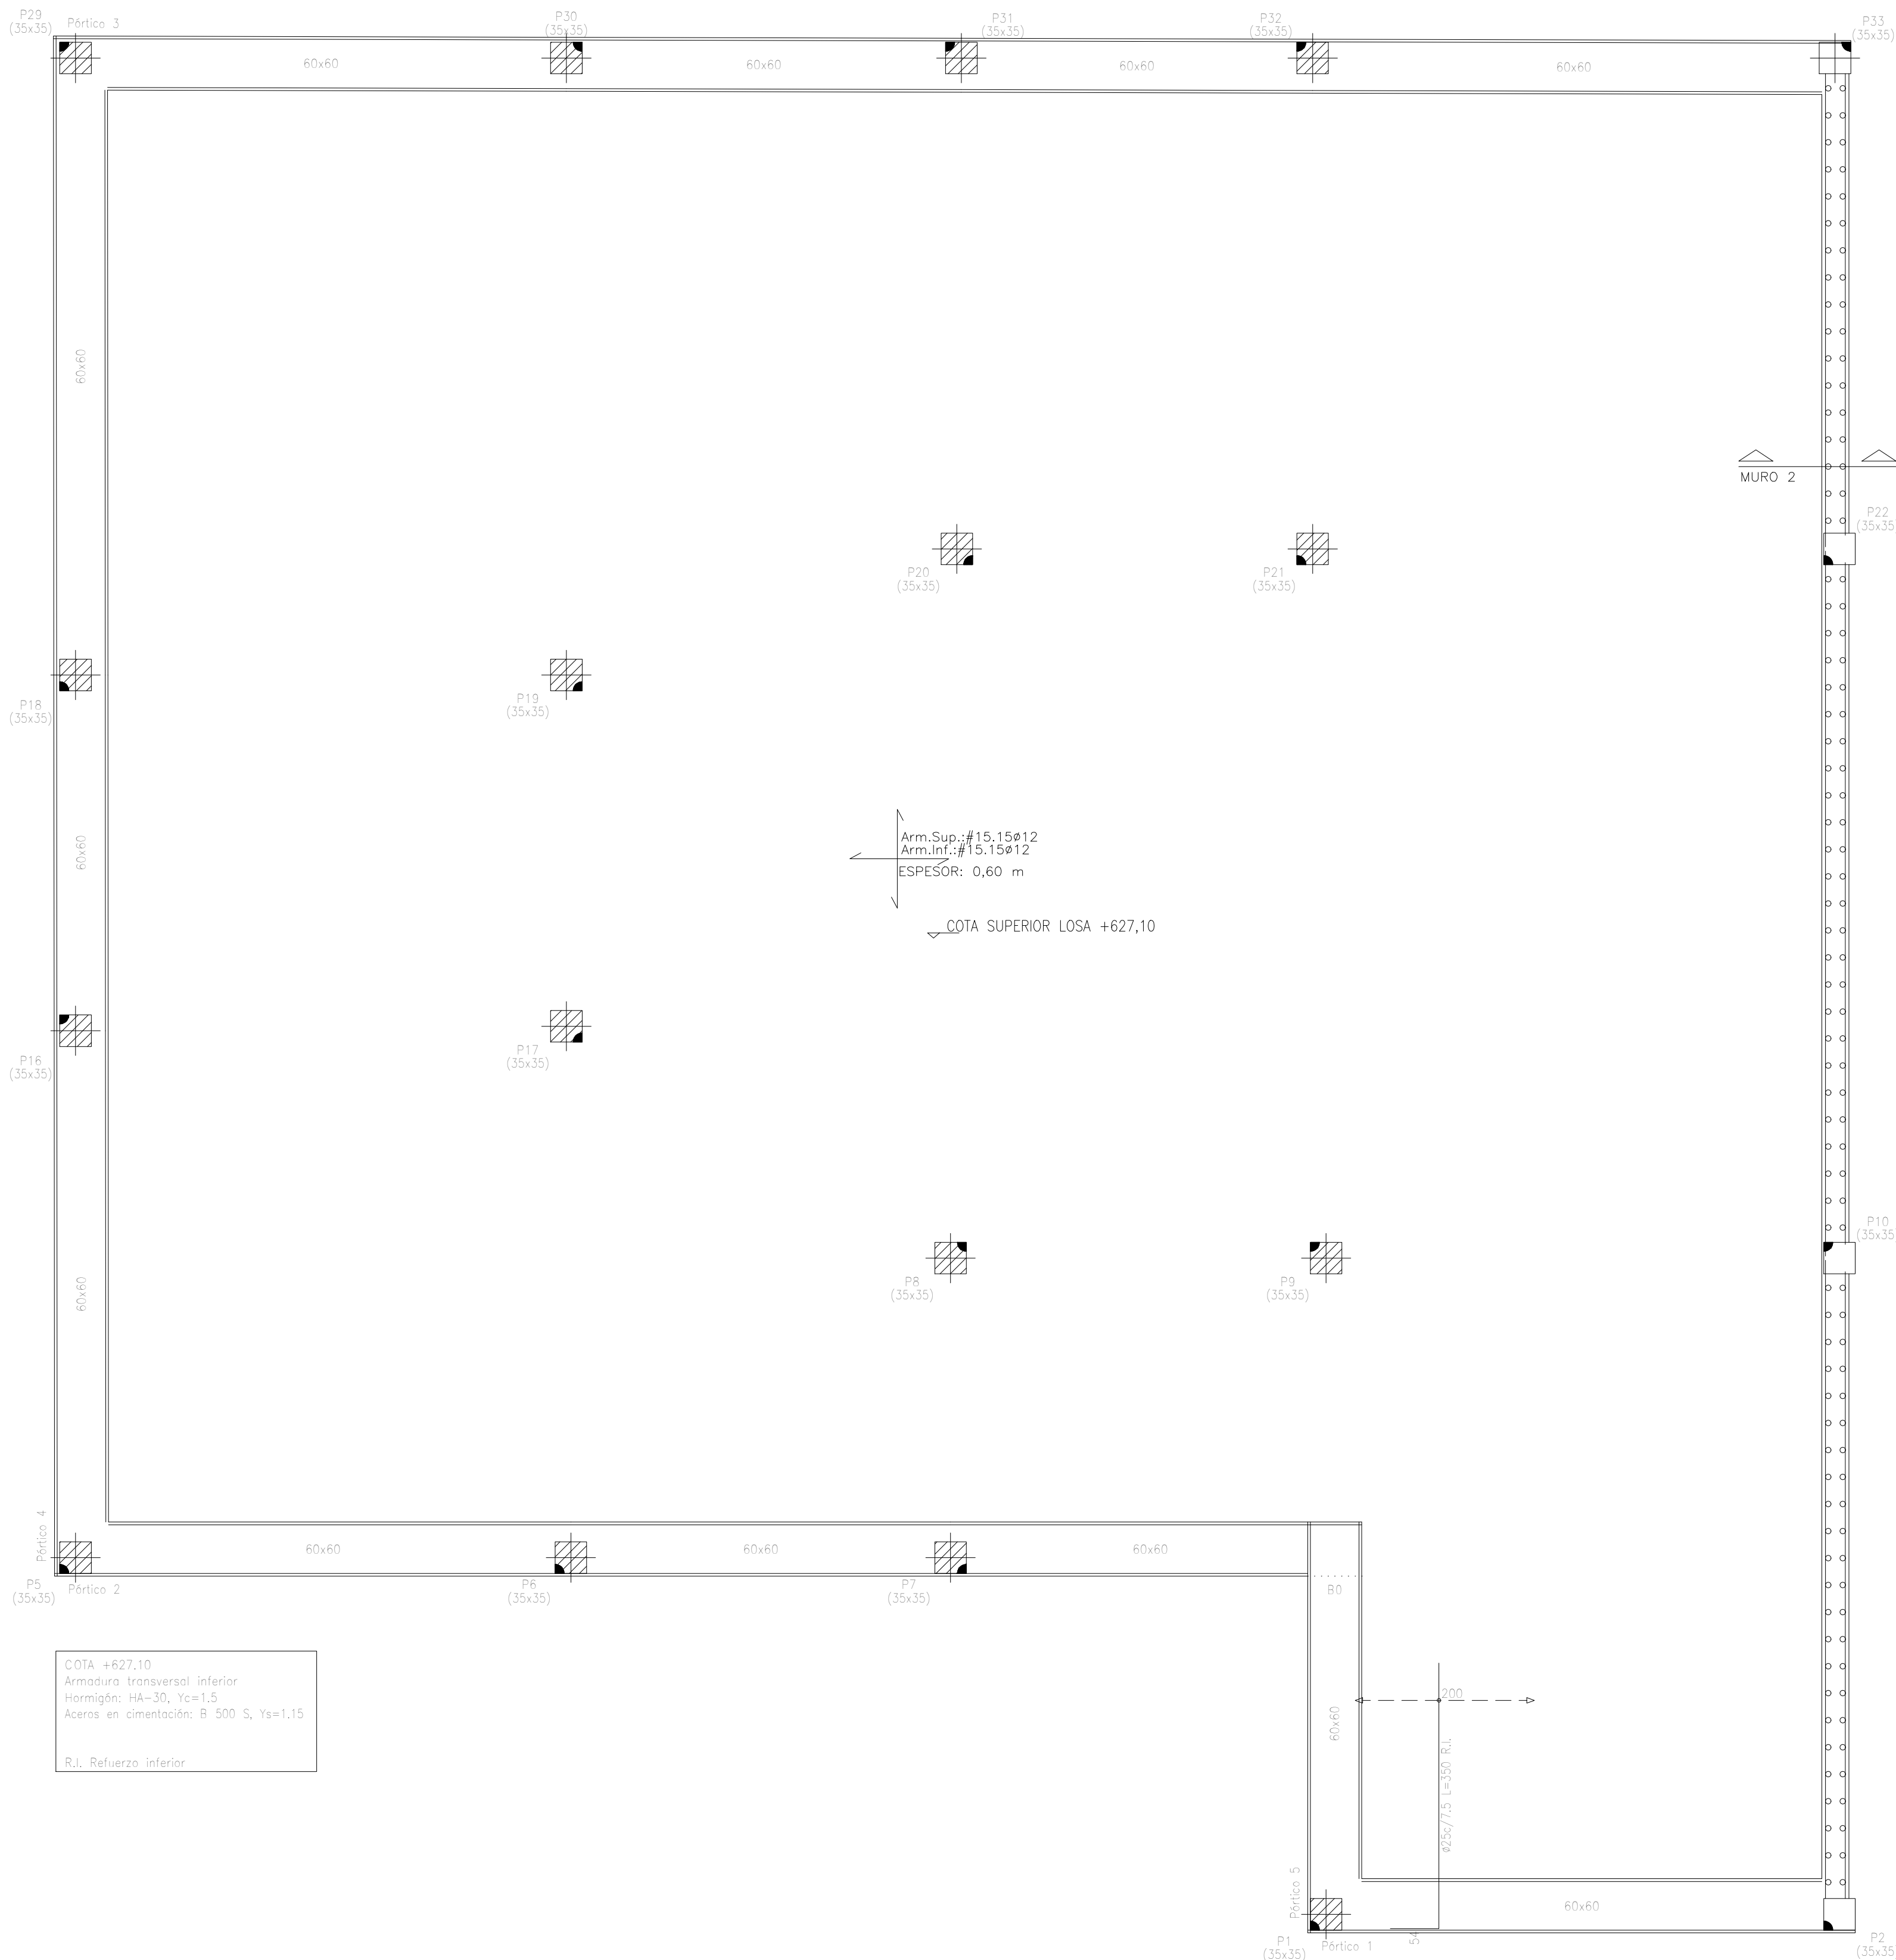 P29
(35x35)
Pórtico 3
P30
(35x35)
P31
(35x35)
P32
(35x35)
P33
(35x35)
60x60
60x60
60x60
60x60
60x60
MURO 2
P22
(35x35
P20
(35x35)
P21
(35x35)
P18
(35x35)
P19
(35x35)
60x60
Arm.Sup.:#15.15ø12
Arm.Inf.:#15.15ø12
ESPESOR: 0,60 m
COTA SUPERIOR LOSA +627,10
P16
(35x35)
P17
(35x35)
P10
(35x35
P8
(35x35)
P9
(35x35)
60x60
Pórtico 4
60x60
60x60
60x60
P5
(35x35)
Pórtico 2
P6
(35x35)
P7
(35x35)
B0
COTA +627.10
Armadura transversal inferior
Hormigón: HA-30, Yc=1.5
Aceros en cimentación: B 500 S, Ys=1.15
R.I. Refuerzo inferior
200
60x60
ø25c/7.5 L=350 R.I.
Pórtico 5
60x60
54
P1
(35x35)
Pórtico 1
P2
(35x35